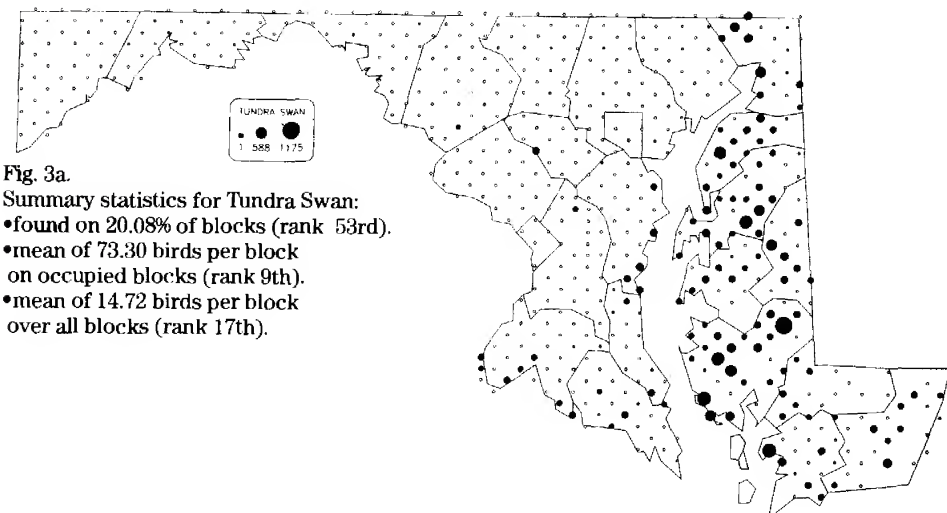 TUNDRA SWAN
1 588 1175
Fig. 3a.
Summary statistics for Tundra Swan:
•found on 20.08% of blocks (rank 53rd).
•mean of 73.30 birds per block
on occupied blocks (rank 9th).
•mean of 14.72 birds per block
over all blocks (rank 17th).